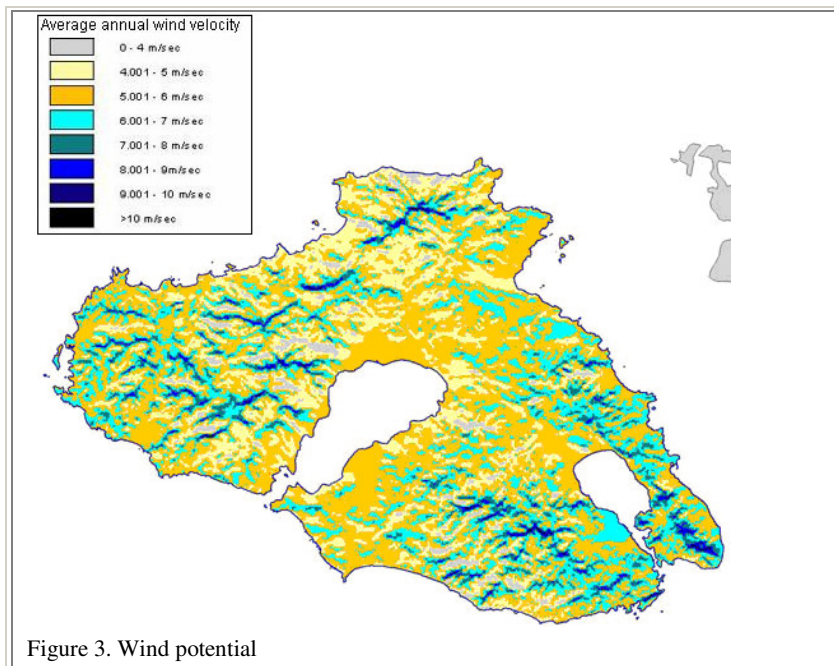 Average annual wind velocity
0 - 4 m/sec
4.001 - 5 m/sec
5.001 - 6 m/sec
6.001 - 7 m/sec
7.001 - 8 m/sec
8.001 - 9m/sec
9.001 - 10 m/sec
>10 m/sec
Figure 3. Wind potential